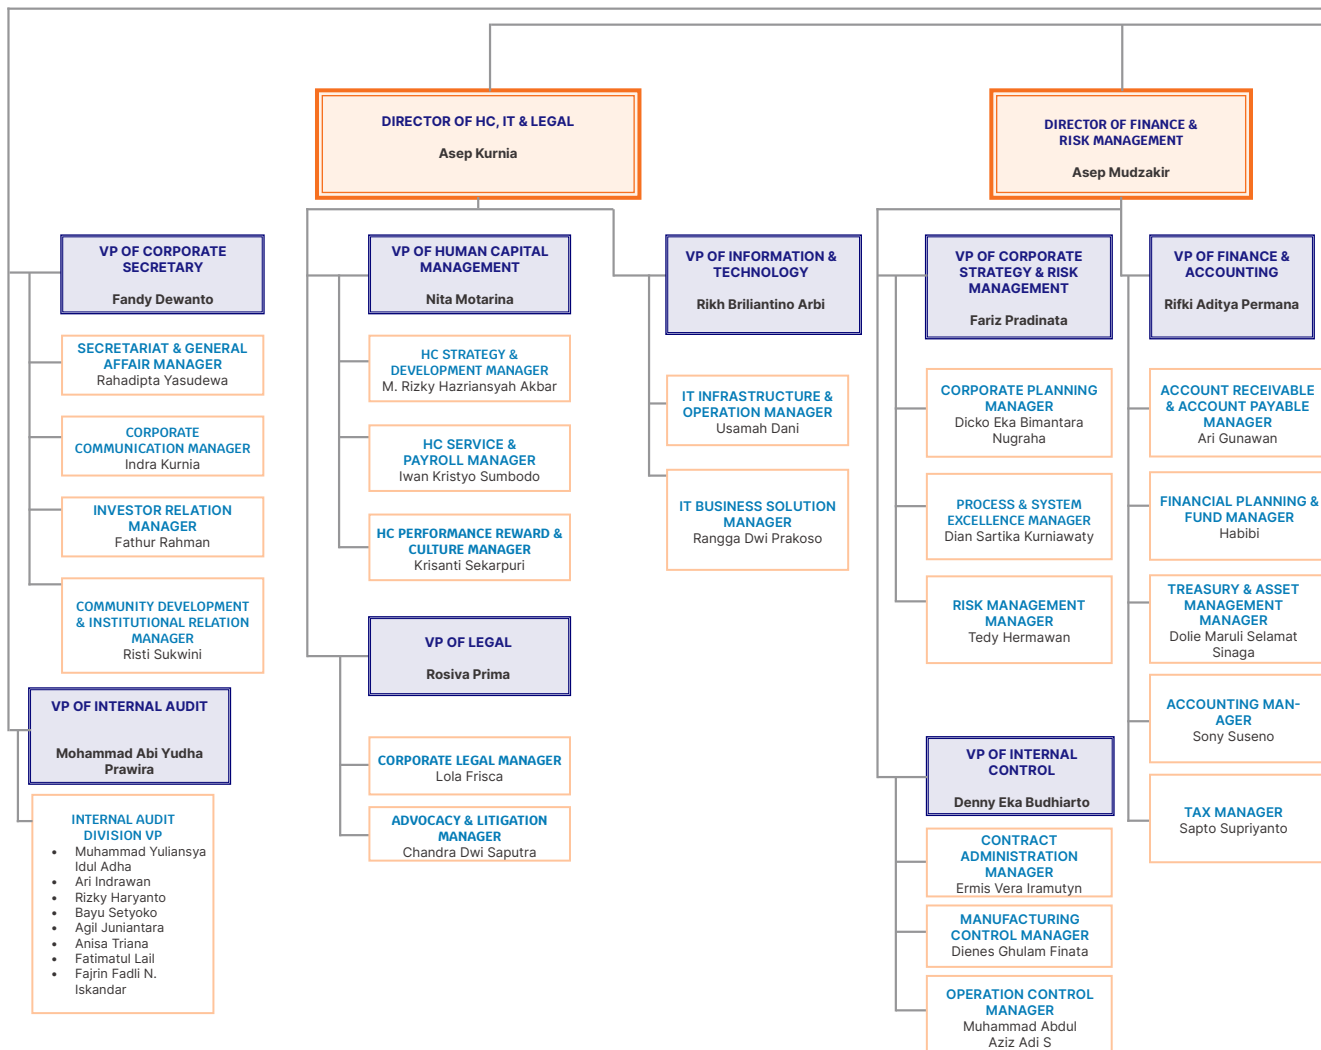 DIRECTOR OF HC, IT & LEGAL
Asep Kurnia
DIRECTOR OF FINANCE &
RISK MANAGEMENT
Asep Mudzakir
VP OF CORPORATE
SECRETARY
Fandy Dewanto
SECRETARIAT & GENERAL
AFFAIR MANAGER
Rahadipta Yasudewa
CORPORATE
COMMUNICATION MANAGER
Indra Kurnia
INVESTOR RELATION
MANAGER
Fathur Rahman
COMMUNITY DEVELOPMENT
& INSTITUTIONAL RELATION
MANAGER
Risti Sukwini
VP OF INTERNAL AUDIT
Mohammad Abi Yudha
Prawira
INTERNAL AUDIT
DIVISION VP
• Muhammad Yuliansya
Idul Adha
• Ari Indrawan
• Rizky Haryanto
• Bayu Setyoko
• Agil Juniantara
• Anisa Triana
• Fatimatul Lail
• Fajrin Fadli N.
Iskandar
VP OF HUMAN CAPITAL
MANAGEMENT
Nita Motarina
HC STRATEGY &
DEVELOPMENT MANAGER
M. Rizky Hazriansyah Akbar
HC SERVICE &
PAYROLL MANAGER
Iwan Kristyo Sumbodo
HC PERFORMANCE REWARD &
CULTURE MANAGER
Krisanti Sekarpuri
VP OF LEGAL
Rosiva Prima
CORPORATE LEGAL MANAGER
Lola Frisca
ADVOCACY & LITIGATION
MANAGER
Chandra Dwi Saputra
VP OF INFORMATION &
TECHNOLOGY
Rikh Briliantino Arbi
IT INFRASTRUCTURE &
OPERATION MANAGER
Usamah Dani
IT BUSINESS SOLUTION
MANAGER
Rangga Dwi Prakoso
VP OF CORPORATE
STRATEGY & RISK
MANAGEMENT
Fariz Pradinata
CORPORATE PLANNING
MANAGER
Dicko Eka Bimantara
Nugraha
PROCESS & SYSTEM
EXCELLENCE MANAGER
Dian Sartika Kurniawaty
RISK MANAGEMENT
MANAGER
Tedy Hermawan
VP OF INTERNAL
CONTROL
Denny Eka Budhiarto
CONTRACT
ADMINISTRATION
MANAGER
Ermis Vera Iramutyn
MANUFACTURING
CONTROL MANAGER
Dienes Ghulam Finata
OPERATION CONTROL
MANAGER
Muhammad Abdul
Aziz Adi S
VP OF FINANCE &
ACCOUNTING
Rifki Aditya Permana
ACCOUNT RECEIVABLE
& ACCOUNT PAYABLE
MANAGER
Ari Gunawan
FINANCIAL PLANNING &
FUND MANAGER
Habibi
TREASURY & ASSET
MANAGEMENT
MANAGER
Dolie Maruli Selamat
Sinaga
ACCOUNTING MAN-
AGER
Sony Suseno
TAX MANAGER
Sapto Supriyanto